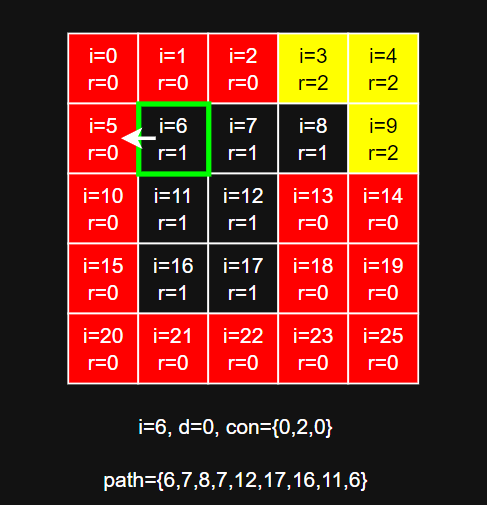 i=0 i=1 i=2 i=3 i=4
r=0 r=0 r=0 r=2 r=2
i=5 i=6 i=7 i=8 i=9
r=0 r=1 r=1 r=1 r=2
i=10 i=11 i=12 i=13 i=14
r=0 r=1 r=1 r=0 r=0
i=15 i=16 i=17 i=18 i=19
r=0 r=1 r=1 r=0 r=0
i=20 i=21 i=22 i=23 i=25
r=0 r=0 r=0 r=0 r=0
i=6, d=0, con={0,2,0}
path={6,7,8,7,12,17,16,11,6}